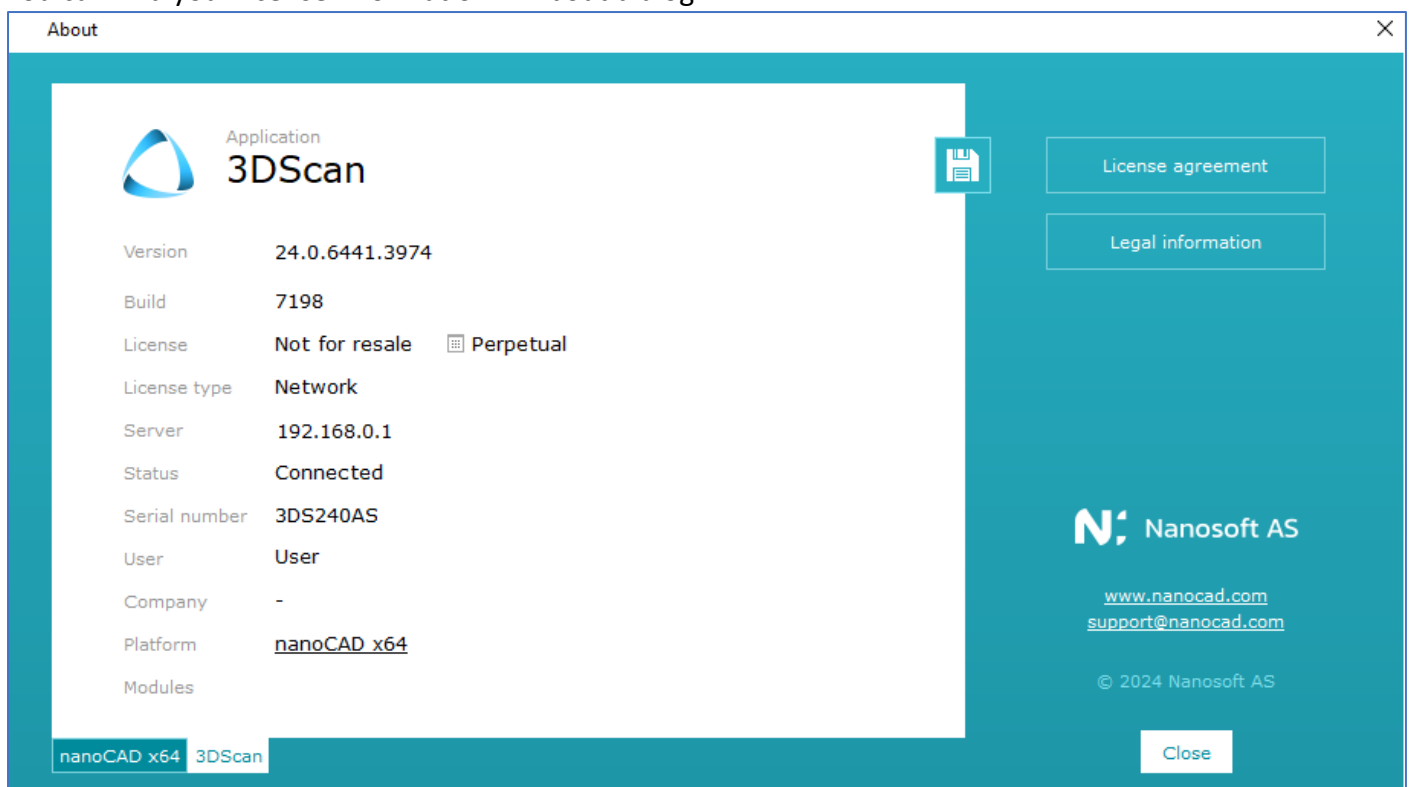 About
Application
3DScan
License agreement
Legal information
Version 24.0.6441.3974
Build 7198
License Not for resale Perpetual
License type Network
Server 192.168.0.1
Status Connected
Serial number 3DS240AS
User User
Company -
Platform nanoCAD x64
Modules
Nanosoft AS
www.nanocad.com
support@nanocad.com
© 2024 Nanosoft AS
nanoCAD x64 3DScan
Close